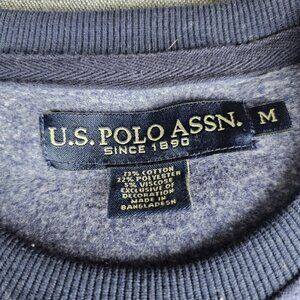 U.S. POLO ASSN.
SINCE 1890
M
73% COTTON
22% POLYESTER
5% VISCOSE
EXCLUSIVE OF
DECORATION
MADE IN
BANGLADESH